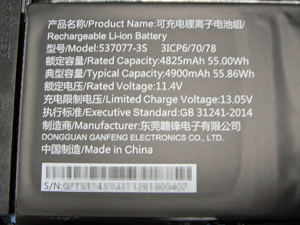 产品名称/Product Name:可充电锂离子电池组/
Rechargeable Li-ion Battery
型号/Model:537077-3S 3ICP6/70/78
额定容量/Rated Capacity:4825mAh 55.00Wh
典型容量/Typical Capacity:4900mAh 55.86Wh
额定电压/Rated Voltage:11.4V
充电限制电压/Limited Charge Voltage:13.05V
执行标准/Executive Standard:GB 31241-2014
制造商/Manufacturer:东莞赣锋电子有限公司
DONGGUAN GANFENG ELECTRONICS CO., LTD.
中国制造/Made in China
S/N: